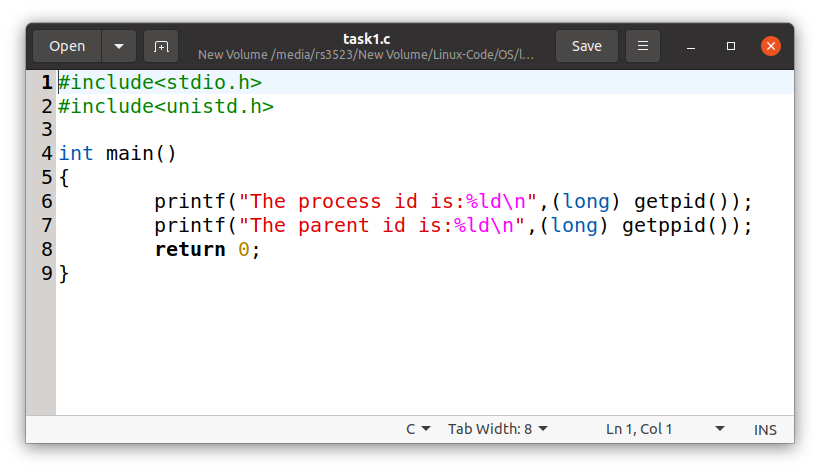 Open
task1.c
New Volume /media/rs3523/New Volume/Linux-Code/OS/l…
Save
1 #include<stdio.h>
2 #include<unistd.h>
3
4 int main()
5 {
6 printf("The process id is:%ld\n",(long) getpid());
7 printf("The parent id is:%ld\n",(long) getppid());
8 return 0;
9 }
C Tab Width: 8 Ln 1, Col 1 INS